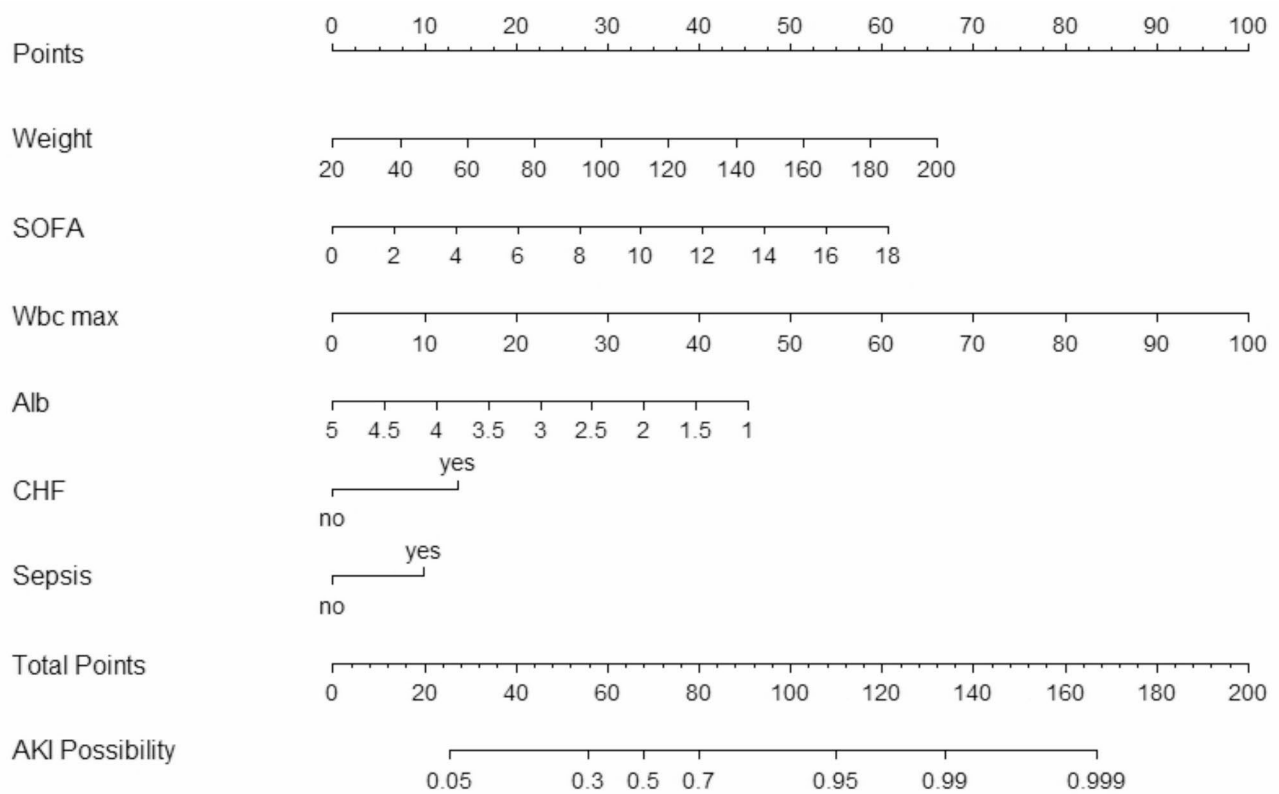 0 10 20 30 40 50 60 70 80 90 100
Points
Weight
20 40 60 80 100 120 140 160 180 200
SOFA
0 2 4 6 8 10 12 14 16 18
Wbc max
0 10 20 30 40 50 60 70 80 90 100
Alb
5 4.5 4 3.5 3 2.5 2 1.5 1
yes
CHF
no
yes
Sepsis
no
Total Points
0 20 40 60 80 100 120 140 160 180 200
AKI Possibility
0.05 0.3 0.5 0.7 0.95 0.99 0.999